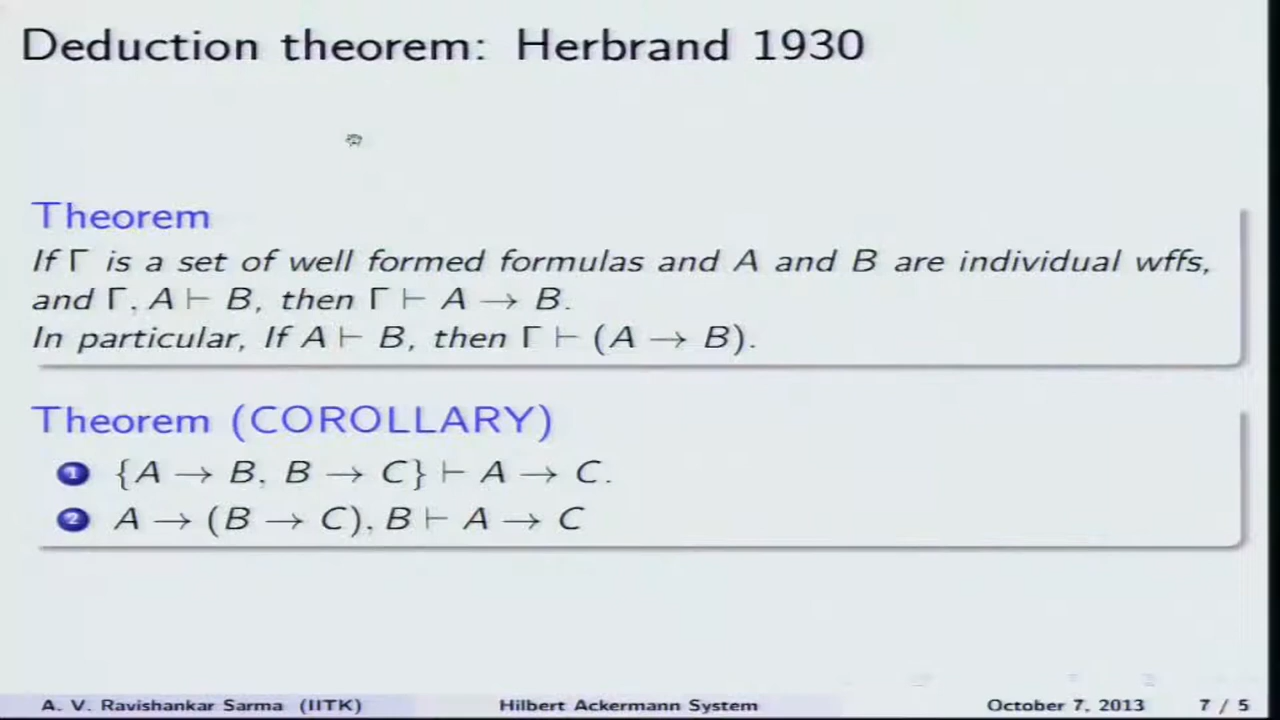 Deduction theorem: Herbrand 1930
Theorem
If Γ is a set of well formed formulas and A and B are individual wffs,
and Γ, A ⊢ B, then Γ ⊢ A → B.
In particular, If A ⊢ B, then Γ ⊢ (A → B).
Theorem (COROLLARY)
1 {A → B, B → C} ⊢ A → C.
2 A → (B → C), B ⊢ A → C
A. V. Ravishankar Sarma (IITK) Hilbert Ackermann System October 7, 2013 7 / 5